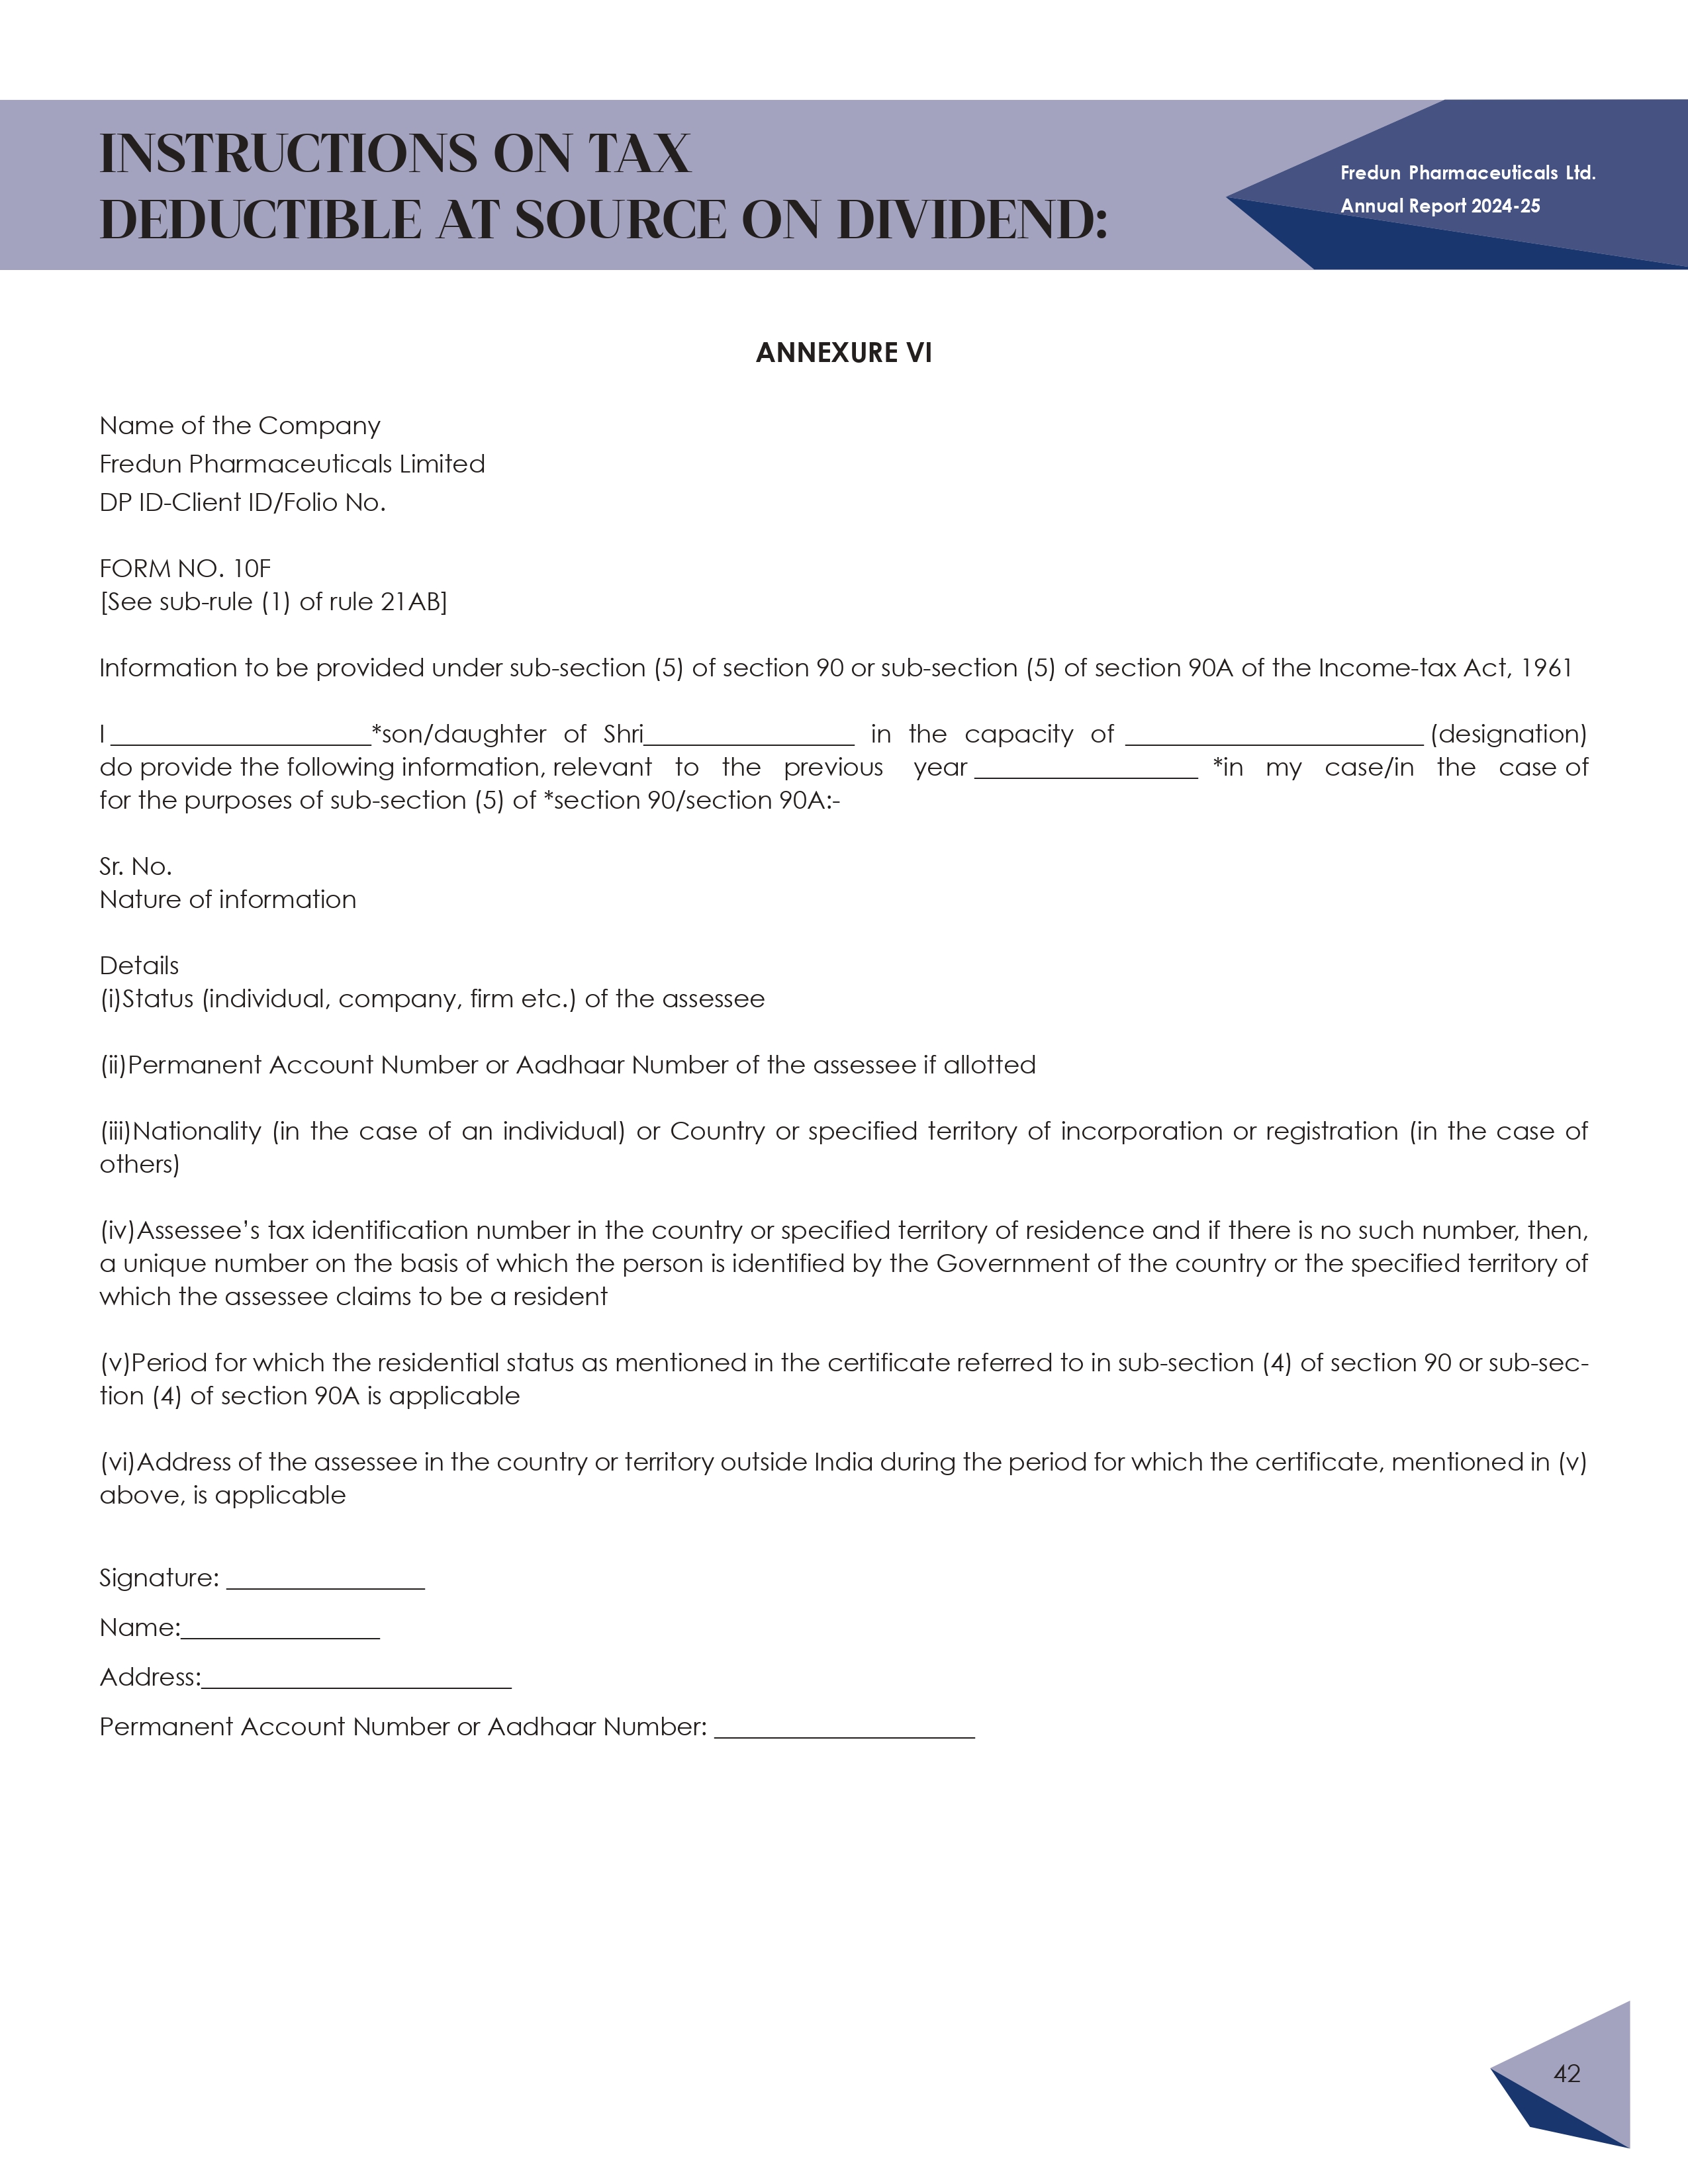 INSTRUCTIONS ON TAX
DEDUCTIBLE AT SOURCE ON DIVIDEND:
Fredun Pharmaceuticals Ltd.
Annual Report 2024-25
ANNEXURE VI
Name of the Company
Fredun Pharmaceuticals Limited
DP ID-Client ID/Folio No.
FORM NO. 10F
[See sub-rule (1) of rule 21AB]
Information to be provided under sub-section (5) of section 90 or sub-section (5) of section 90A of the Income-tax Act, 1961
I _____________________*son/daughter of Shri_________________ in the capacity of ________________________ (designation)
do provide the following information, relevant to the previous year __________________ *in my case/in the case of
for the purposes of sub-section (5) of *section 90/section 90A:-
Sr. No.
Nature of information
Details
(i)Status (individual, company, firm etc.) of the assessee
(ii)Permanent Account Number or Aadhaar Number of the assessee if allotted
(iii)Nationality (in the case of an individual) or Country or specified territory of incorporation or registration (in the case of
others)
(iv)Assessee’s tax identification number in the country or specified territory of residence and if there is no such number, then,
a unique number on the basis of which the person is identified by the Government of the country or the specified territory of
which the assessee claims to be a resident
(v)Period for which the residential status as mentioned in the certificate referred to in sub-section (4) of section 90 or sub-sec-
tion (4) of section 90A is applicable
(vi)Address of the assessee in the country or territory outside India during the period for which the certificate, mentioned in (v)
above, is applicable
Signature: ________________
Name:________________
Address:_________________________
Permanent Account Number or Aadhaar Number: _____________________
42